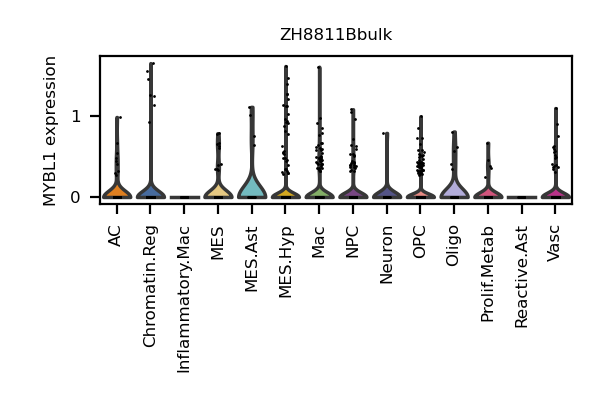 ZH8811Bbulk
MYBL1 expression
1
0
AC
Chromatin.Reg
Inflammatory.Mac
MES
MES.Ast
MES.Hyp
Mac
NPC
Neuron
OPC
Oligo
Prolif.Metab
Reactive.Ast
Vasc